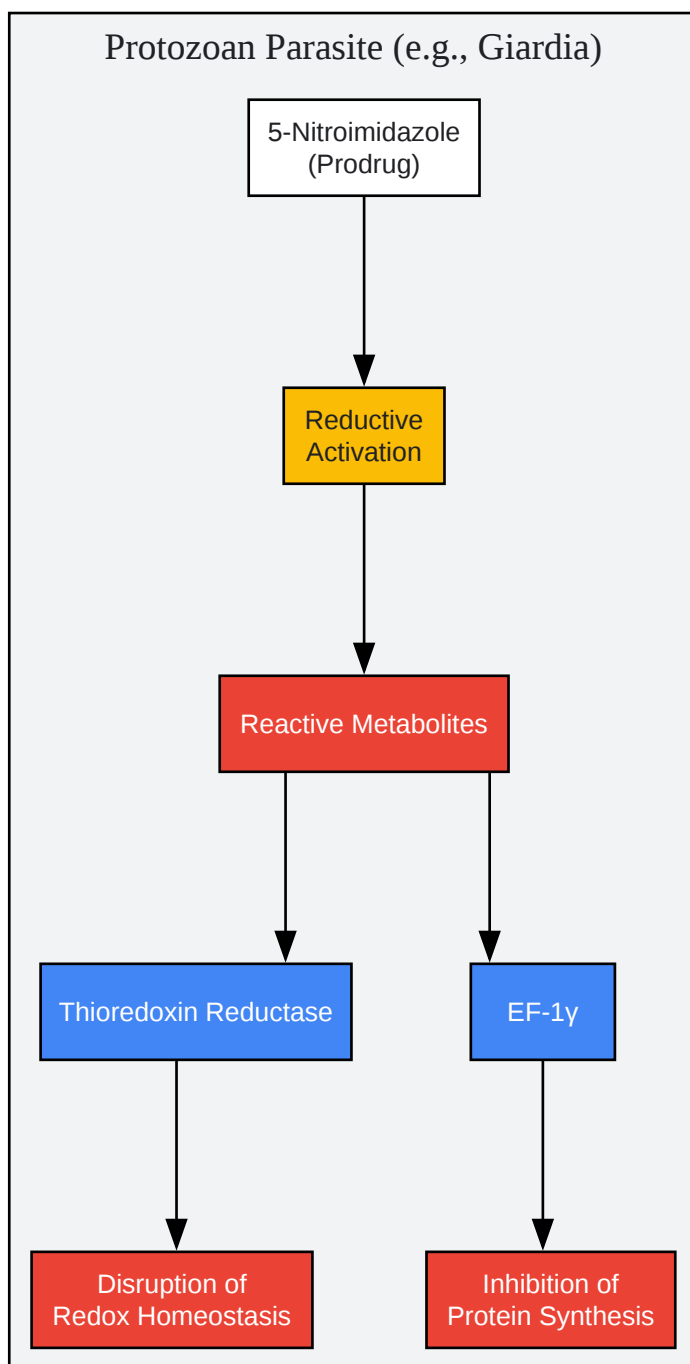 Protozoan Parasite (e.g., Giardia)
5-Nitroimidazole
(Prodrug)
Reductive
Activation
Reactive Metabolites
Thioredoxin Reductase
EF-1γ
Disruption of
Redox Homeostasis
Inhibition of
Protein Synthesis